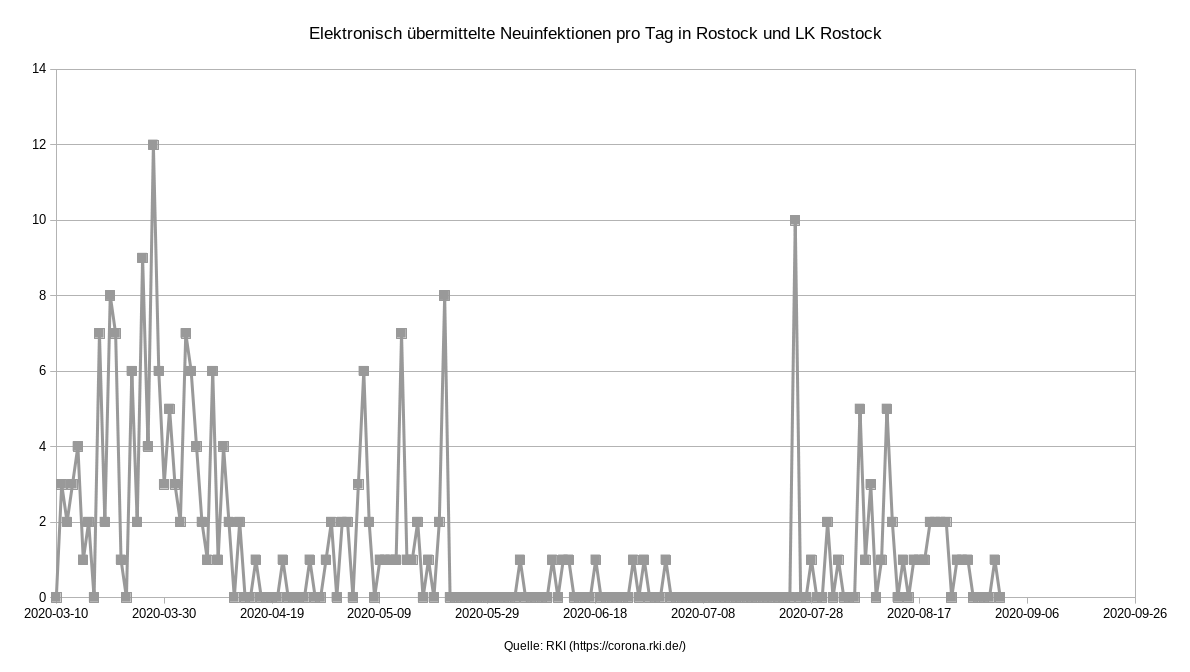 Elektronisch übermittelte Neuinfektionen pro Tag in Rostock und LK Rostock
14
12
10
8
6
4
2
0
2020-03-10 2020-03-30 2020-04-19 2020-05-09 2020-05-29 2020-06-18 2020-07-08 2020-07-28 2020-08-17 2020-09-06 2020-09-26
Quelle: RKI (https://corona.rki.de/)